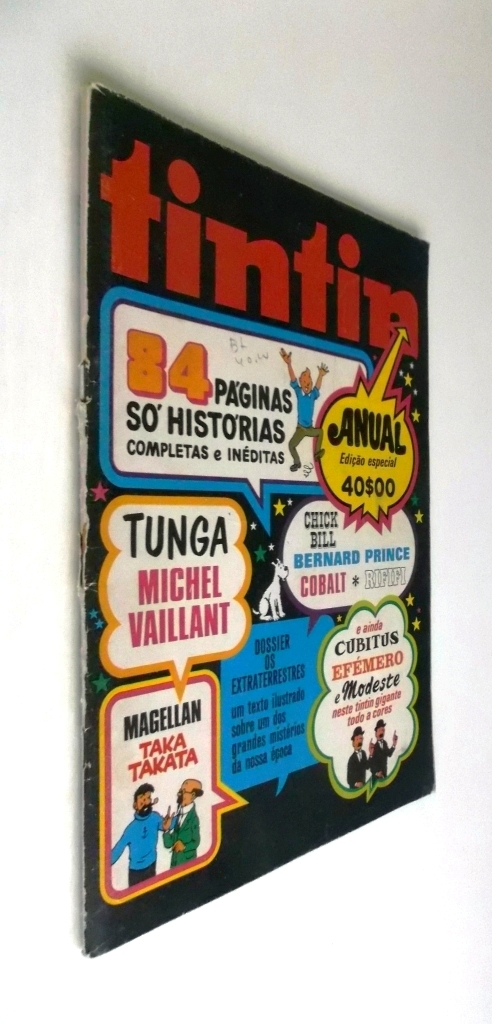 tintin
84 PÁGINAS
SÓ HISTÓRIAS
COMPLETAS e INÉDITAS
ANUAL
Edição especial
40$00
TUNGA
MICHEL
VAILLANT
CHICK
BILL
BERNARD PRINCE
COBALT * RIFIFI
DOSSIER
OS
EXTRATERRESTRES
um texto ilustrado
sobre um dos
grandes mistérios
da nossa época
e ainda
CUBITUS
EFÉMERO
e Modeste
neste tintin gigante
todo a cores
MAGELLAN
TAKA
TAKATA